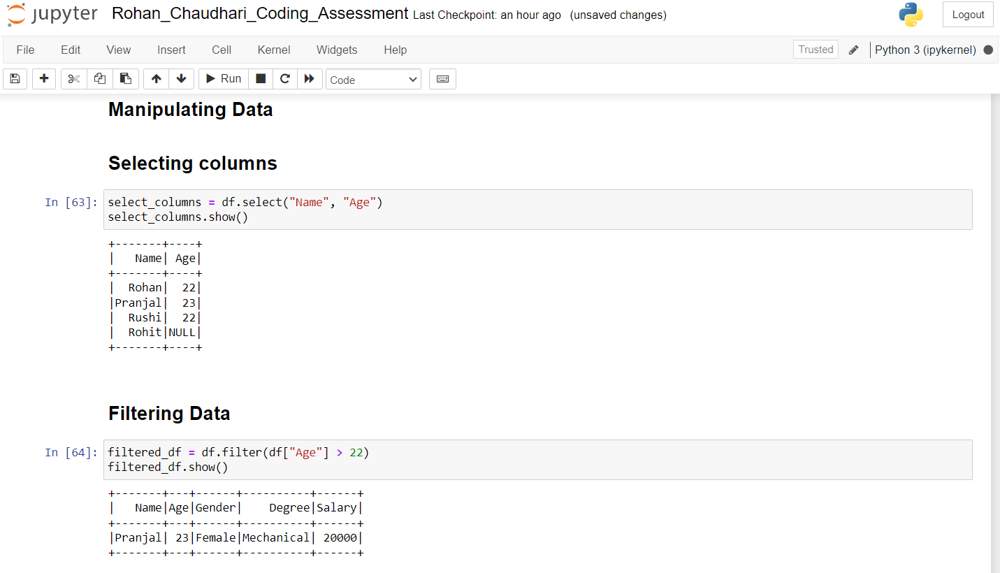 jupyter Rohan_Chaudhari_Coding_Assessment Last Checkpoint: an hour ago (unsaved changes) Logout
File Edit View Insert Cell Kernel Widgets Help Trusted Python 3 (ipykernel)
Run Code
Manipulating Data
Selecting columns
In [63]: select_columns = df.select("Name", "Age")
select_columns.show()
+-------+----+
|   Name| Age|
+-------+----+
|  Rohan|  22|
|Pranjal|  23|
|  Rushi|  22|
|  Rohit|NULL|
+-------+----+
Filtering Data
In [64]: filtered_df = df.filter(df["Age"] > 22)
filtered_df.show()
+-------+---+------+----------+------+
|   Name|Age|Gender|    Degree|Salary|
+-------+---+------+----------+------+
|Pranjal| 23|Female|Mechanical| 20000|
+-------+---+------+----------+------+